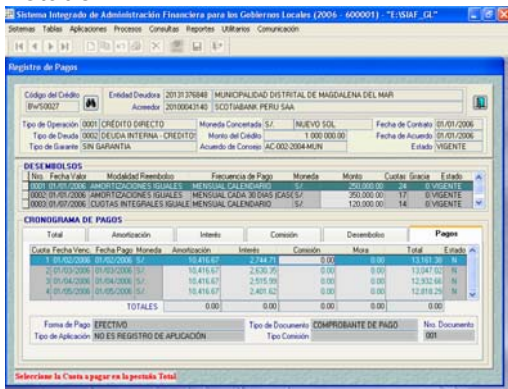 Sistema Integrado de Administración Financiera para los Gobiernos Locales (2006 - 600001) - "E:\SIAF_GL"
Sistemas Tablas Aplicaciones Procesos Consultas Reportes Utilitarios Comunicación
Registro de Pagos
Código del Crédito Entidad Deudora 20131376848 MUNICIPALIDAD DISTRITAL DE MAGDALENA DEL MAR
BWS0027 Acreedor 20100043140 SCOTIABANK PERU SAA
Tipo de Operación 0001 CRÉDITO DIRECTO Moneda Concertada S/. NUEVO SOL Fecha de Contrato 01/01/2006
Tipo de Deuda 0002 DEUDA INTERNA - CREDITOS Monto del Crédito 1 000 000.00 Fecha de Acuerdo 01/01/2006
Tipo de Garante SIN GARANTIA Acuerdo de Consejo AC-002-2004-MUN Estado VIGENTE
DESEMBOLSOS
Nro. Fecha Valor Modalidad Reembolso Frecuencia de Pago Moneda Monto Cuotas Gracia Estado
0001 01/01/2006 AMORTIZACIONES IGUALES MENSUAL CALENDARIO S/. 250,000.00 24 0 VIGENTE
0002 01/01/2006 AMORTIZACIONES IGUALES MENSUAL CADA 30 DIAS (CASE S/. 350,000.00 17 0 VIGENTE
0003 01/07/2006 CUOTAS INTEGRALES IGUALE MENSUAL CALENDARIO S/. 120,000.00 14 0 VIGENTE
CRONOGRAMA DE PAGOS
Total Amortización Interés Comisión Desembolso Pagos
Cuota Fecha Venc. Fecha Pago Moneda Amortización Interés Comisión Mora Total Estado
1 01/02/2006 01/02/2006 S/. 10,416.67 2,744.71 0.00 0.00 13,161.38 N
2 01/03/2006 01/03/2006 S/. 10,416.67 2,630.35 0.00 0.00 13,047.02 N
3 01/04/2006 01/04/2006 S/. 10,416.67 2,515.99 0.00 0.00 12,932.66 N
4 01/05/2006 01/05/2006 S/. 10,416.67 2,401.62 0.00 0.00 12,818.29 N
TOTALES 0.00 0.00 0.00 0.00 0.00
Forma de Pago EFECTIVO Tipo de Documento COMPROBANTE DE PAGO Nro. Documento
Tipo de Aplicación NO ES REGISTRO DE APLICACIÓN Tipo Comisión 001
Seleccione la Cuota a pagar en la pestaña Total